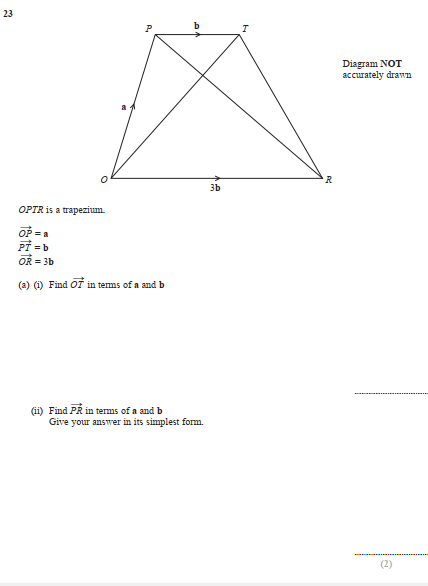 23
P b T
Diagram NOT
accurately drawn
a
O R
3b
OPTR is a trapezium.
OP = a
PT = b
OR = 3b
(a) (i) Find OT in terms of a and b
(ii) Find PR in terms of a and b
Give your answer in its simplest form.
(2)